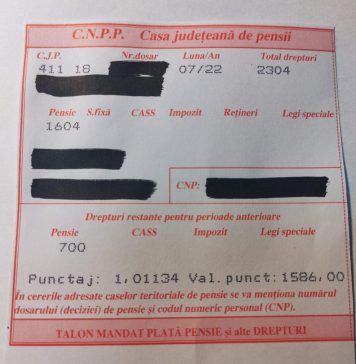 C.N.P.P. Casa județeană de pensii
C.J.P. Nr.dosar Luna/An Total drepturi
411 18 07/22 2304
Pensie S.fixă CASS Impozit Rețineri Legi speciale
1604
CNP:
Drepturi restante pentru perioade anterioare
Pensie CASS Impozit Legi speciale
700
Punctaj: 1,01134 Val. punct:1586,00
În cererile adresate caselor teritoriale de pensie se va menționa numărul
dosarului (deciziei) de pensie și codul numeric personal (CNP).
TALON MANDAT PLATĂ PENSIE și alte DREPTURI